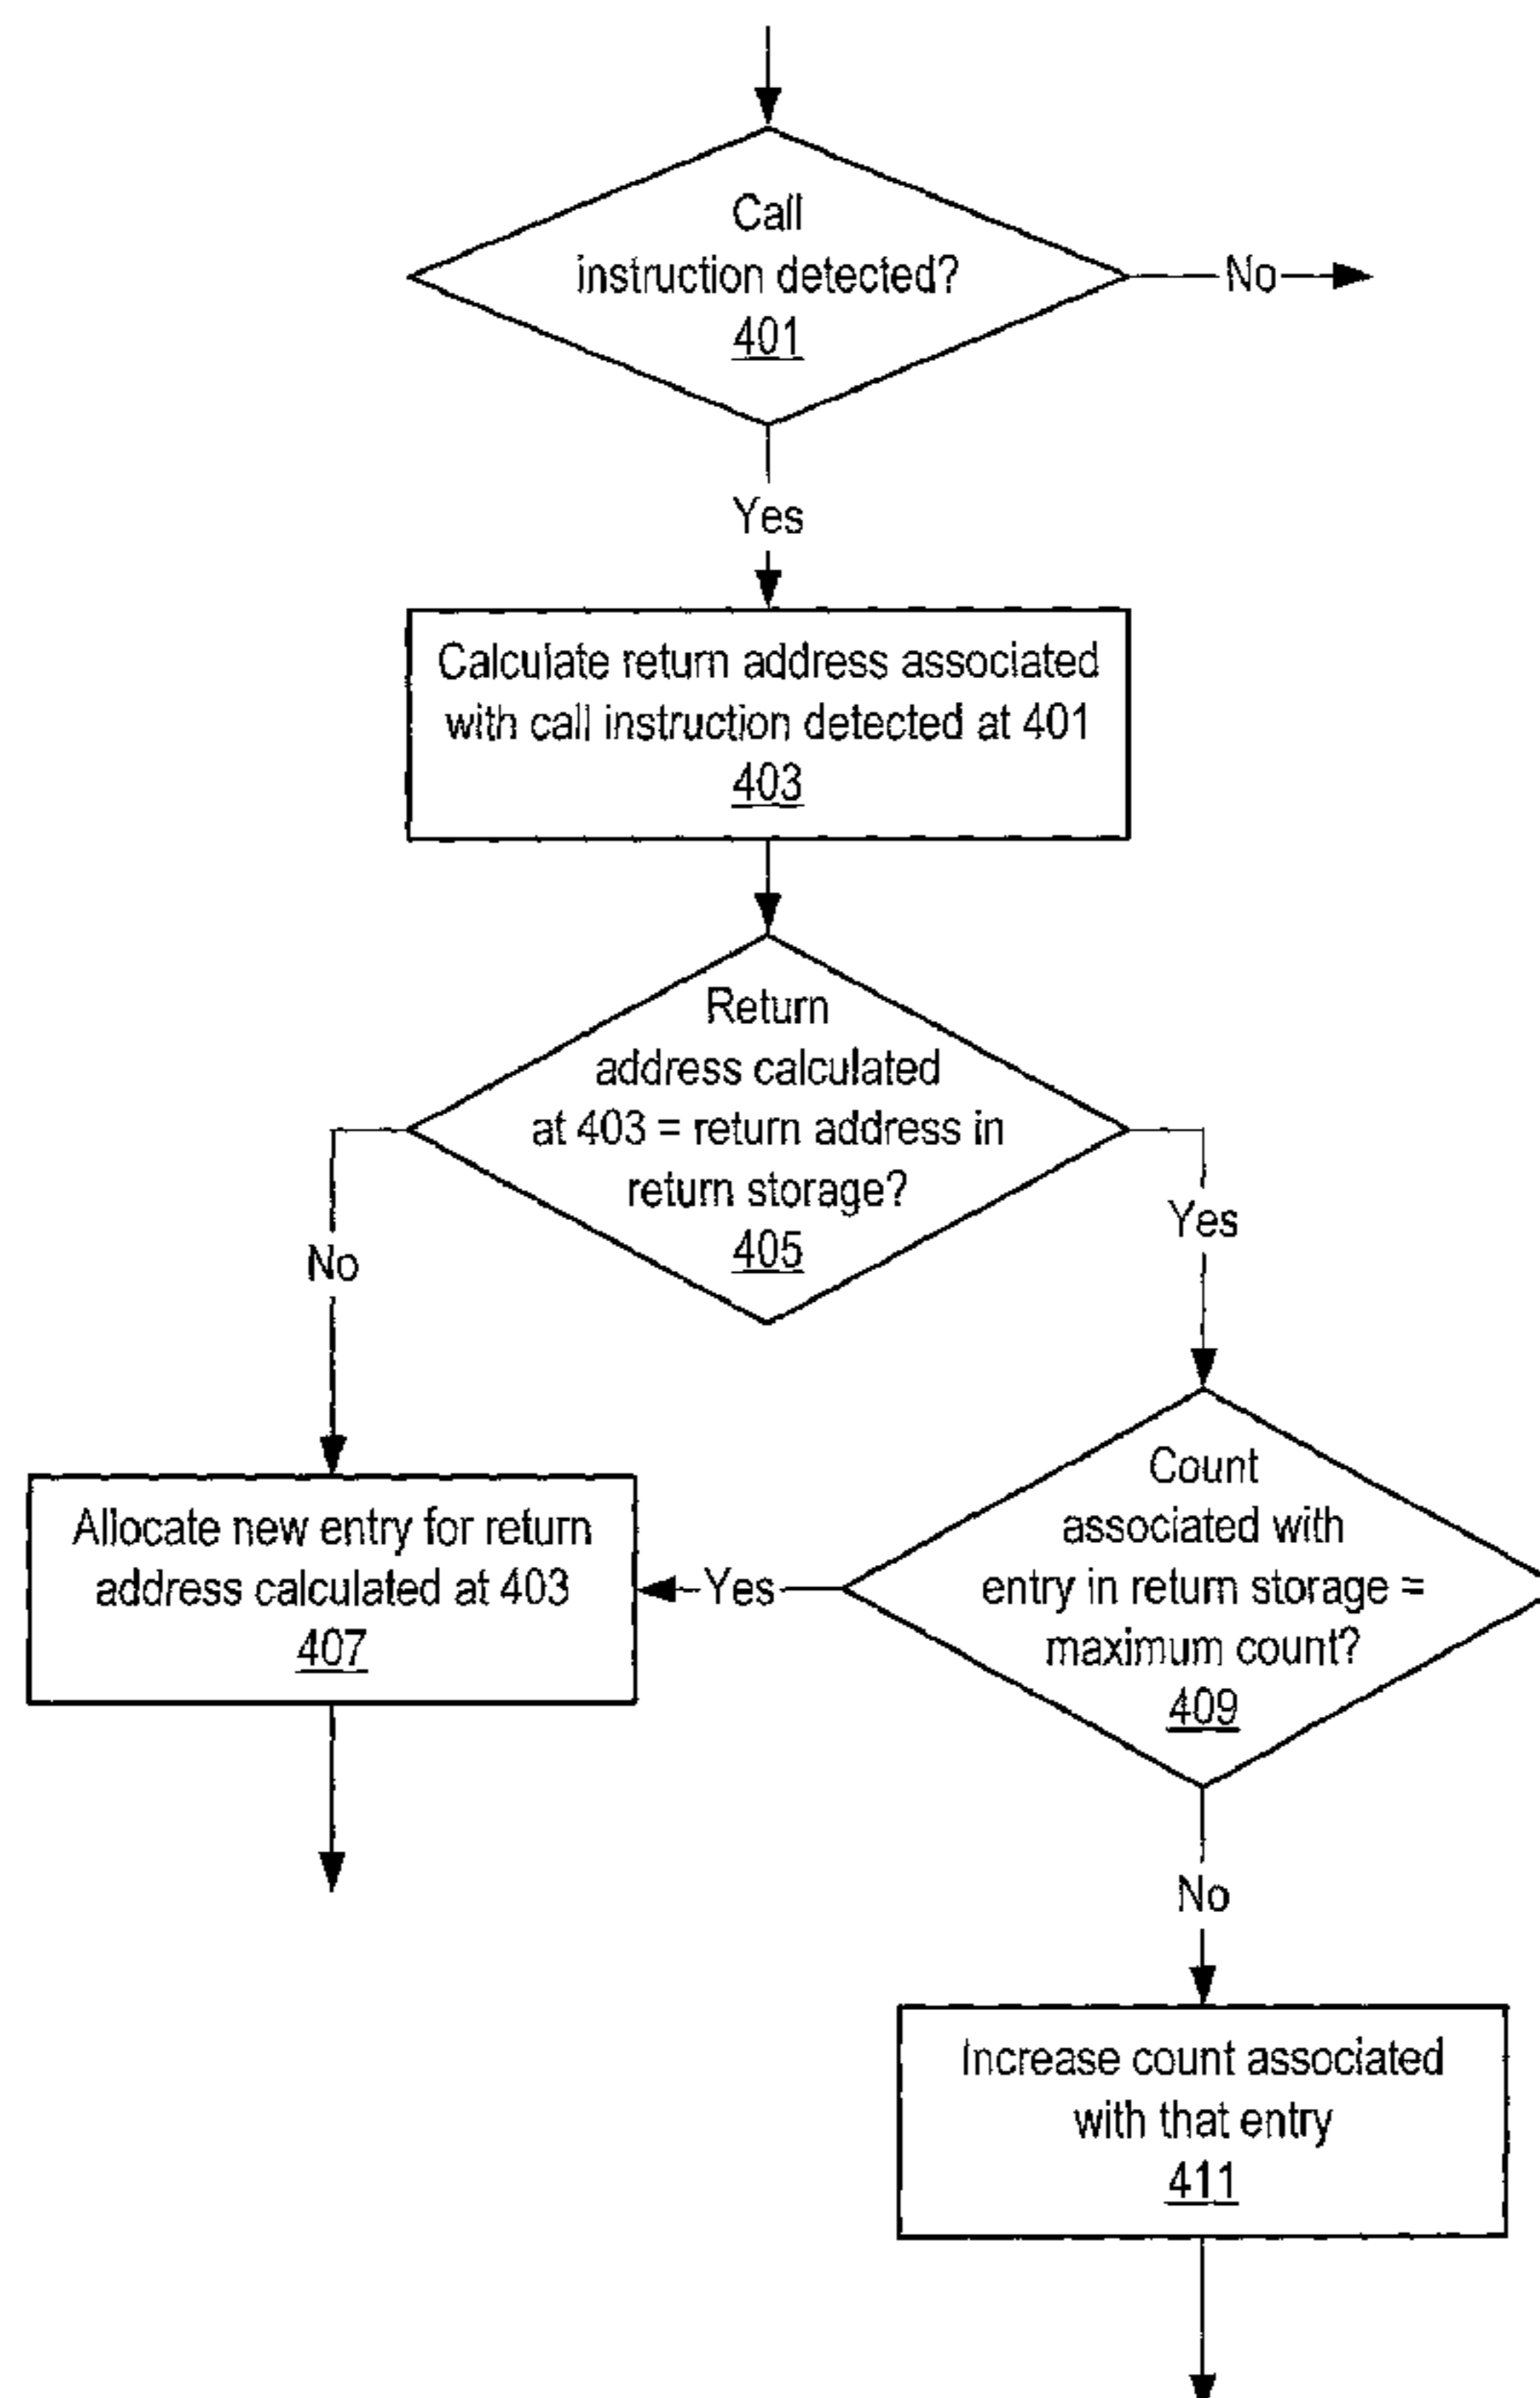 Call
instruction detected?
401
No
Yes
Calculate return address associated
with call instruction detected at 401
403
Return
address calculated
at 403 = return address in
return storage?
405
No
Yes
Allocate new entry for return
address calculated at 403
407
Yes
Count
associated with
entry in return storage =
maximum count?
409
No
Increase count associated
with that entry
411